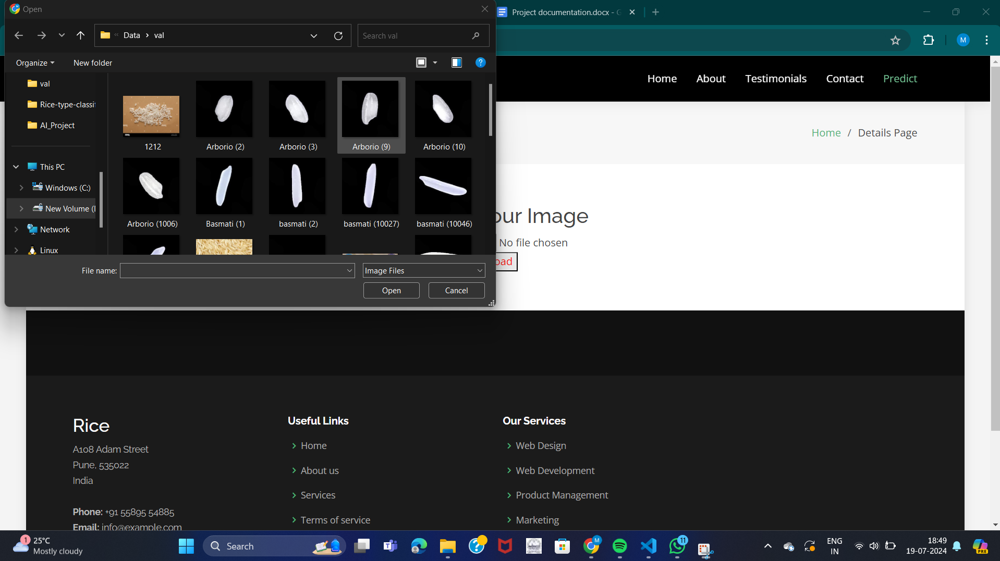 Open
Project documentation.docx - G
Data > val
Search val
M
Organize
New folder
?
Home
About
Testimonials
Contact
Predict
val
Rice-type-classif
AI_Project
1212
Arborio (2)
Arborio (3)
Arborio (9)
Arborio (10)
Home / Details Page
This PC
Windows (C:)
New Volume (
Network
Linux
Arborio (1006)
Basmati (1)
basmati (2)
basmati (10027)
basmati (10046)
our Image
No file chosen
oad
File name:
Image Files
Open
Cancel
Rice
A108 Adam Street
Pune, 535022
India
Phone: +91 55895 54885
Email: info@example.com
Useful Links
Home
About us
Services
Terms of service
Our Services
Web Design
Web Development
Product Management
Marketing
1
25°C
Mostly cloudy
Search
M
11
ENG
IN
18:49
19-07-2024
PRE